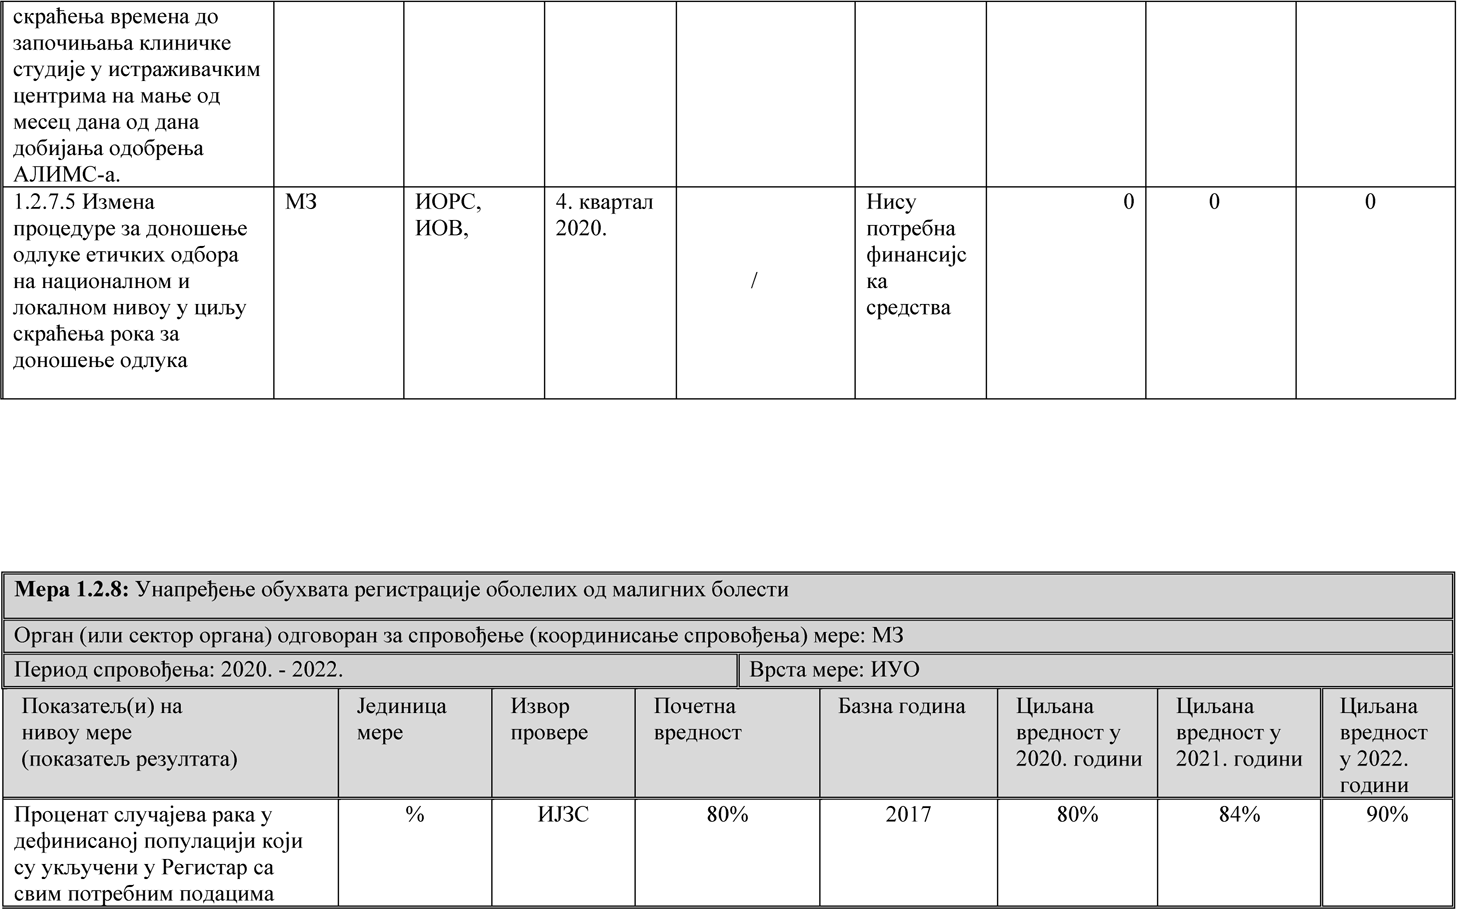 скраћења времена до
започињања клиничке
студије у истраживачким
центрима на мање од
месец дана од дана
добијања одобрења
АЛИМС-а.
1.2.7.5 Измена
процедуре за доношење
одлуке етичких одбора
на националном и
локалном нивоу у циљу
скраћења рока за
доношење одлука
МЗ
ИОРС,
ИОВ,
4. квартал
2020.
/
Нису
потребна
финансијс
ка
средства
0
0
0
Мера 1.2.8: Унапређење обухвата регистрације оболелих од малигних болести
Орган (или сектор органа) одговоран за спровођење (координисање спровођења) мере: МЗ
Период спровођења: 2020. - 2022.
Врста мере: ИУО
Показатељ(и) на
нивоу мере
(показатељ резултата)
Јединица
мере
Извор
провере
Почетна
вредност
Базна година
Циљана
вредност у
2020. години
Циљана
вредност у
2021. години
Циљана
вредност
у 2022.
години
Проценат случајева рака у
дефинисаној популацији који
су укључени у Регистар са
свим потребним подацима
%
ИЈЗС
80%
2017
80%
84%
90%